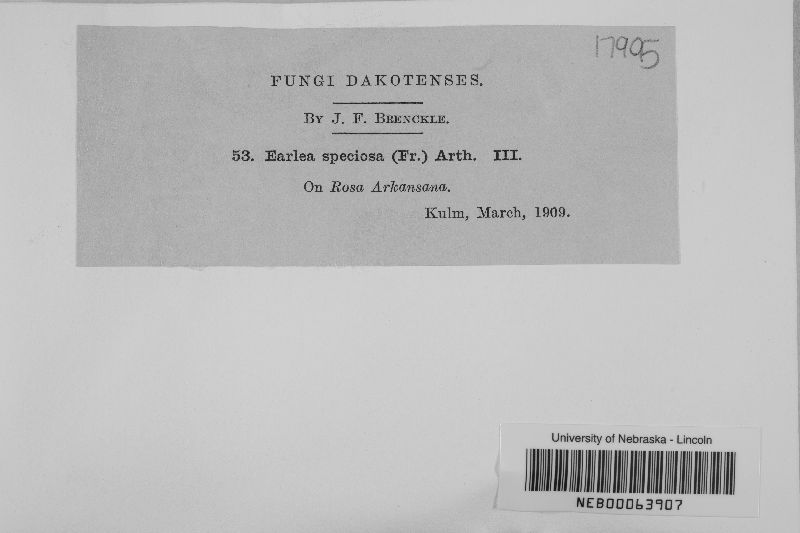 17905
FUNGI DAKOTENSES.
BY J. F. BRENCKLE.
53. Earlea speciosa (Fr.) Arth. III.
On Rosa Arkansana.
Kulm, March, 1909.
University of Nebraska - Lincoln
NEB00063907